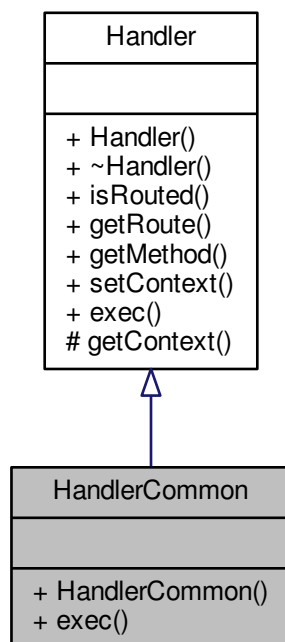 Handler
+ Handler()
+ ~Handler()
+ isRouted()
+ getRoute()
+ getMethod()
+ setContext()
+ exec()
# getContext()
HandlerCommon
+ HandlerCommon()
+ exec()